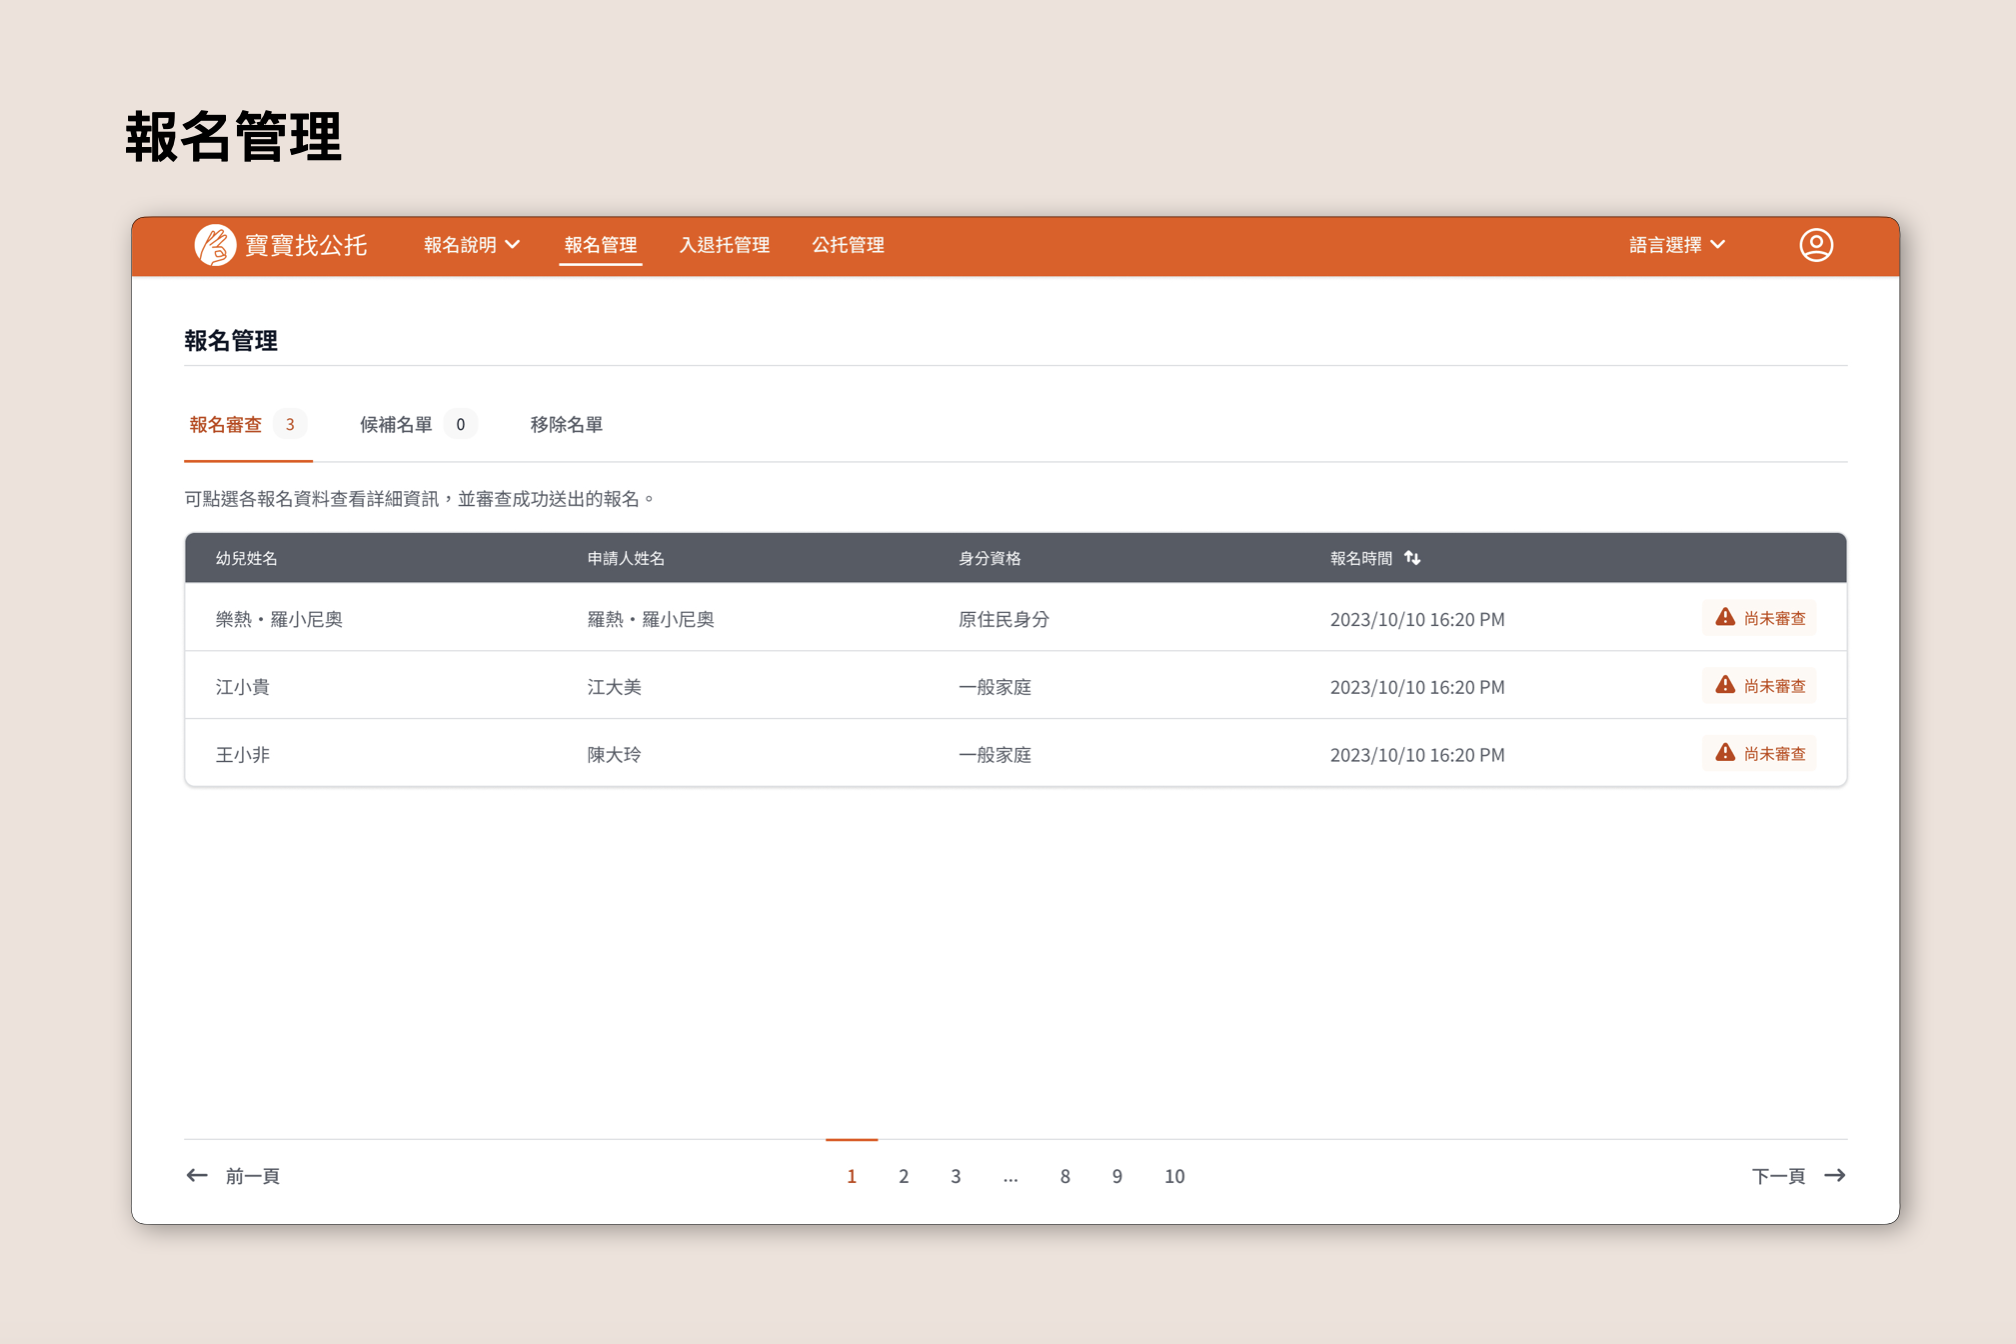 報名管理
寶寶找公托 報名說明 報名管理 入退托管理 公托管理 語言選擇
報名管理
報名審查 3 候補名單 0 移除名單
可點選各報名資料查看詳細資訊，並審查成功送出的報名。
幼兒姓名 申請人姓名 身分資格 報名時間
樂熱・羅小尼奧 羅熱・羅小尼奧 原住民身分 2023/10/10 16:20 PM 尚未審查
江小貴 江大美 一般家庭 2023/10/10 16:20 PM 尚未審查
王小非 陳大玲 一般家庭 2023/10/10 16:20 PM 尚未審查
前一頁 1 2 3 ... 8 9 10 下一頁